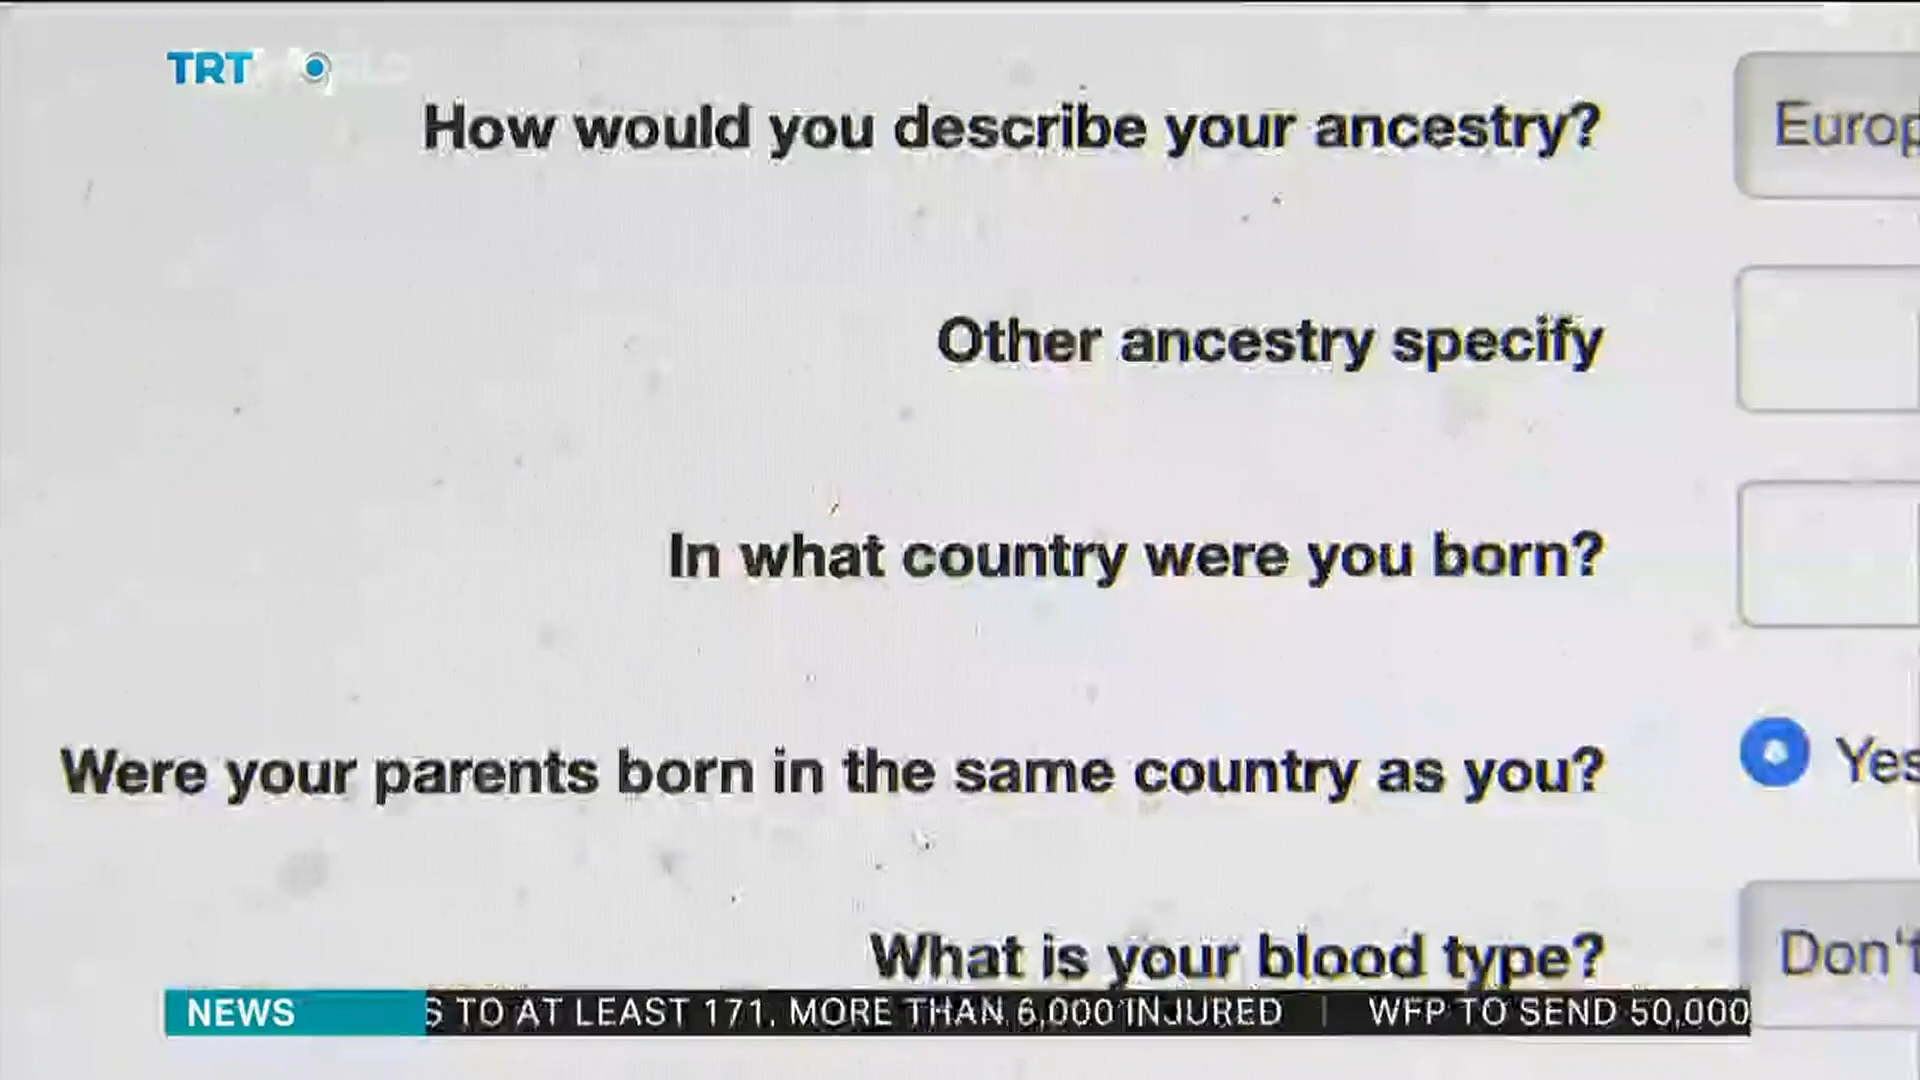 TRT WORLD
How would you describe your ancestry?
Europ
Other ancestry specify
In what country were you born?
Were your parents born in the same country as you?
Yes
What is your blood type?
Don't
NEWS
S TO AT LEAST 171, MORE THAN 6,000 INJURED | WFP TO SEND 50,000